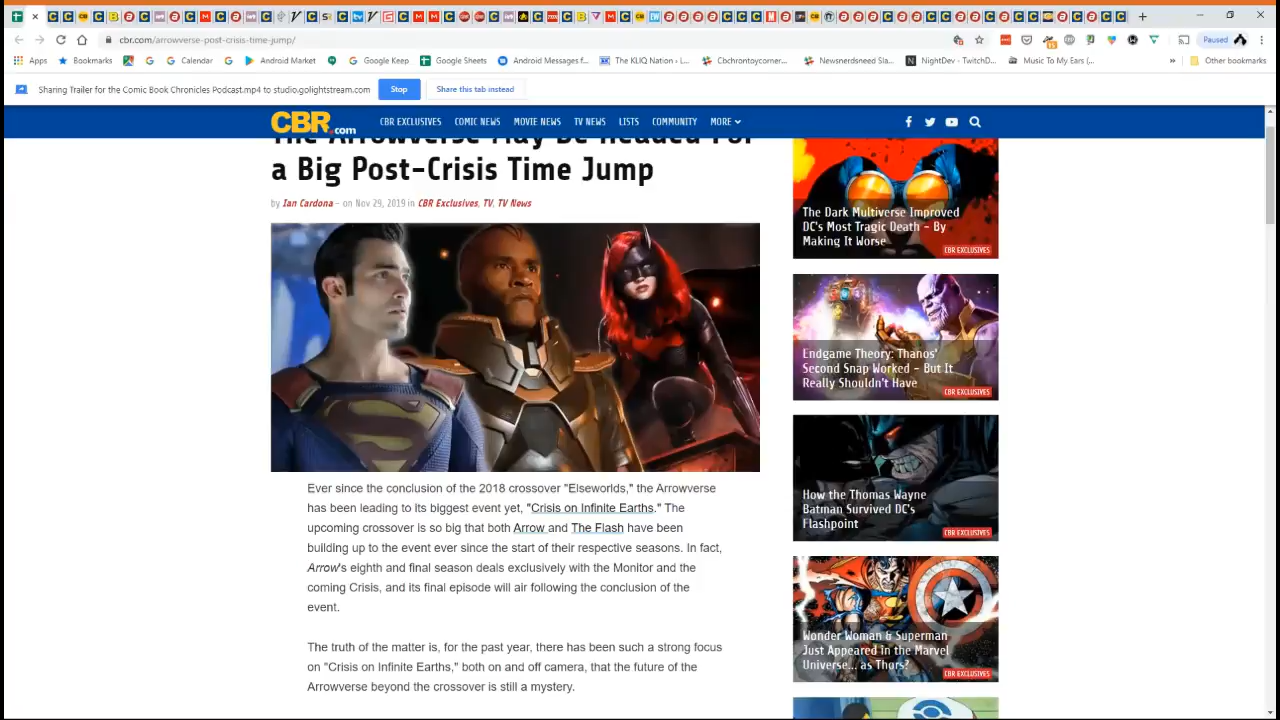 cbr.com/arrowverse-post-crisis-time-jump/
Paused
Apps
Bookmarks
Calendar
Android Market
Google Keep
Google Sheets
Android Messages f...
The KLIQ Nation ‹ L...
Cbchrontoycorner...
Newsnerdsneed Sla...
NightDev – TwitchD...
Music To My Ears (...
»
Other bookmarks
Sharing Trailer for the Comic Book Chronicles Podcast.mp4 to studio.golightstream.com
Stop
Share this tab instead
CBR.com
CBR EXCLUSIVES
COMIC NEWS
MOVIE NEWS
TV NEWS
LISTS
COMMUNITY
MORE
The Arrowverse May Be Headed For
a Big Post-Crisis Time Jump
by Ian Cardona – on Nov 29, 2019 in CBR Exclusives, TV, TV News
Ever since the conclusion of the 2018 crossover "Elseworlds," the Arrowverse
has been leading to its biggest event yet, "Crisis on Infinite Earths." The
upcoming crossover is so big that both Arrow and The Flash have been
building up to the event ever since the start of their respective seasons. In fact,
Arrow's eighth and final season deals exclusively with the Monitor and the
coming Crisis, and its final episode will air following the conclusion of the
event.
The truth of the matter is, for the past year, there has been such a strong focus
on "Crisis on Infinite Earths," both on and off camera, that the future of the
Arrowverse beyond the crossover is still a mystery.
The Dark Multiverse Improved
DC's Most Tragic Death – By
Making It Worse
CBR EXCLUSIVES
Endgame Theory: Thanos'
Second Snap Worked – But It
Really Shouldn't Have
CBR EXCLUSIVES
How the Thomas Wayne
Batman Survived DC's
Flashpoint
CBR EXCLUSIVES
Wonder Woman & Superman
Just Appeared in the Marvel
Universe... as Thors?
CBR EXCLUSIVES